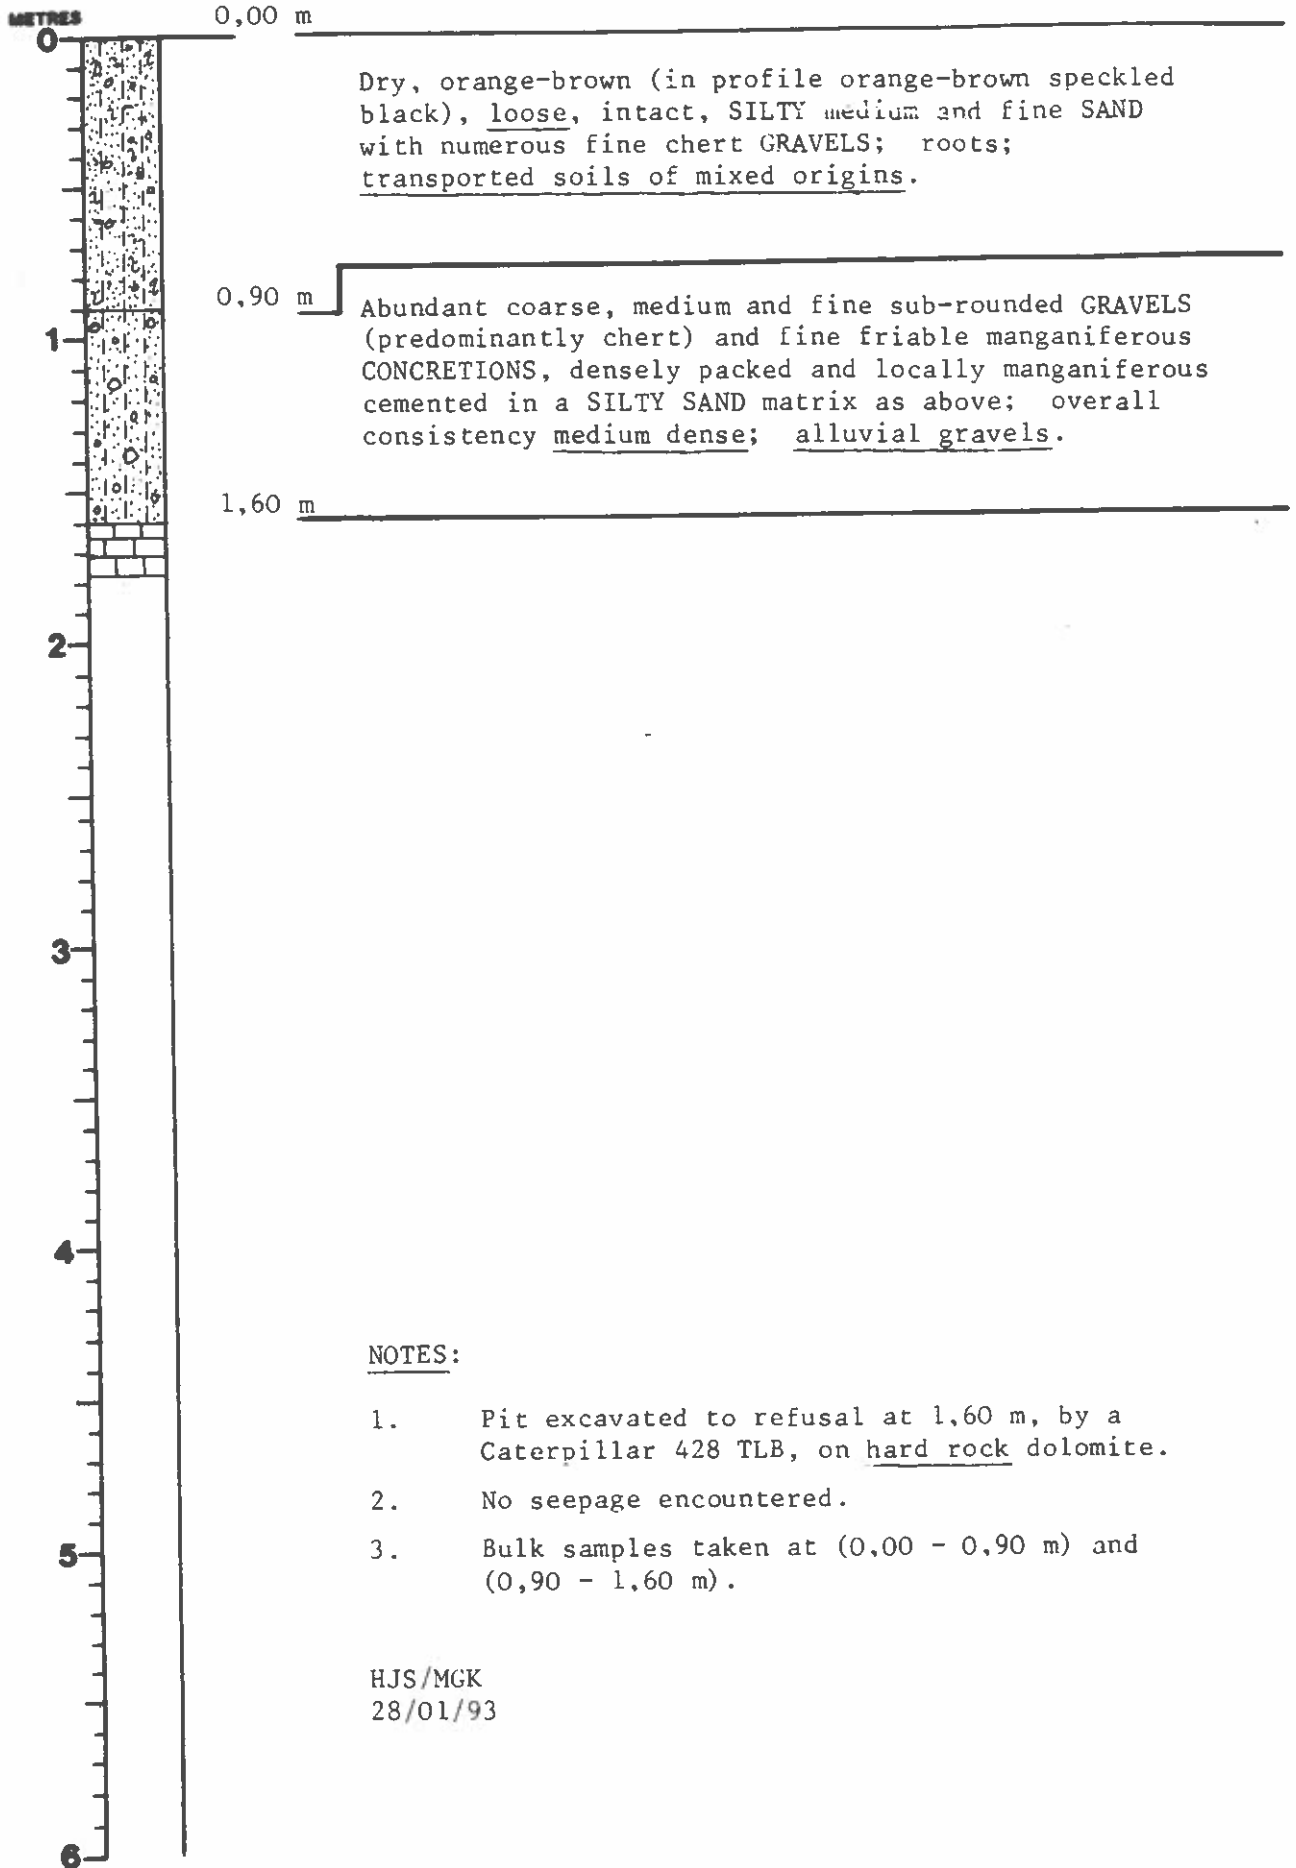 METRES
0,00 m
0
Dry, orange-brown (in profile orange-brown speckled
black), loose, intact, SILTY medium and fine SAND
with numerous fine chert GRAVELS; roots;
transported soils of mixed origins.
0,90 m
Abundant coarse, medium and fine sub-rounded GRAVELS
(predominantly chert) and fine friable manganiferous
CONCRETIONS, densely packed and locally manganiferous
cemented in a SILTY SAND matrix as above; overall
consistency medium dense; alluvial gravels.
1
1,60 m
2
3
4
NOTES:
1. Pit excavated to refusal at 1,60 m, by a
Caterpillar 428 TLB, on hard rock dolomite.
2. No seepage encountered.
3. Bulk samples taken at (0,00 - 0,90 m) and
(0,90 - 1,60 m).
5
HJS/MGK
28/01/93
6